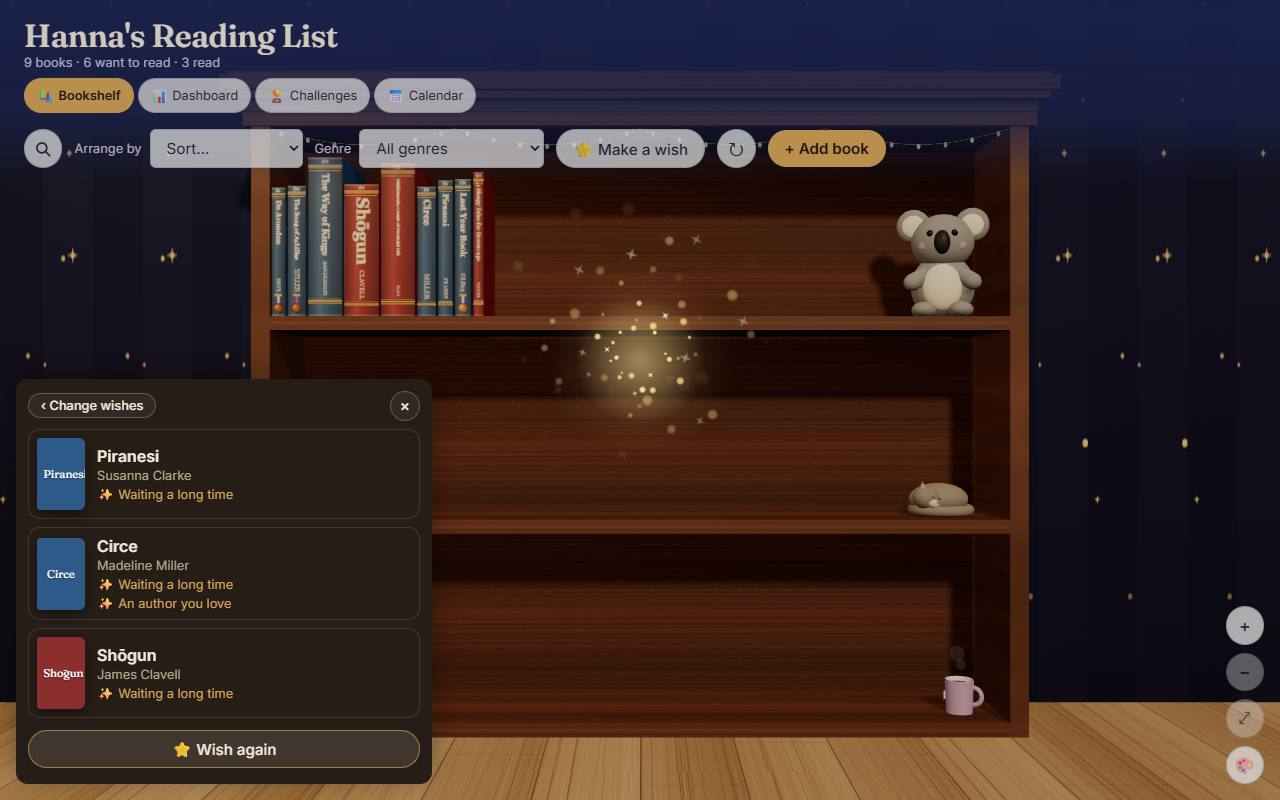 Hanna's Reading List
9 books · 6 want to read · 3 read
Bookshelf
Dashboard
Challenges
Calendar
Arrange by
Sort...
Genre
All genres
Make a wish
+ Add book
The Way of Kings
SANDERSON
Shōgun
CLAVELL
Circe
MILLER
Piranesi
Last Year Book
‹ Change wishes
×
Piranesi
Piranesi
Susanna Clarke
Waiting a long time
Circe
Circe
Madeline Miller
Waiting a long time
An author you love
Shōgun
Shōgun
James Clavell
Waiting a long time
Wish again
+
−